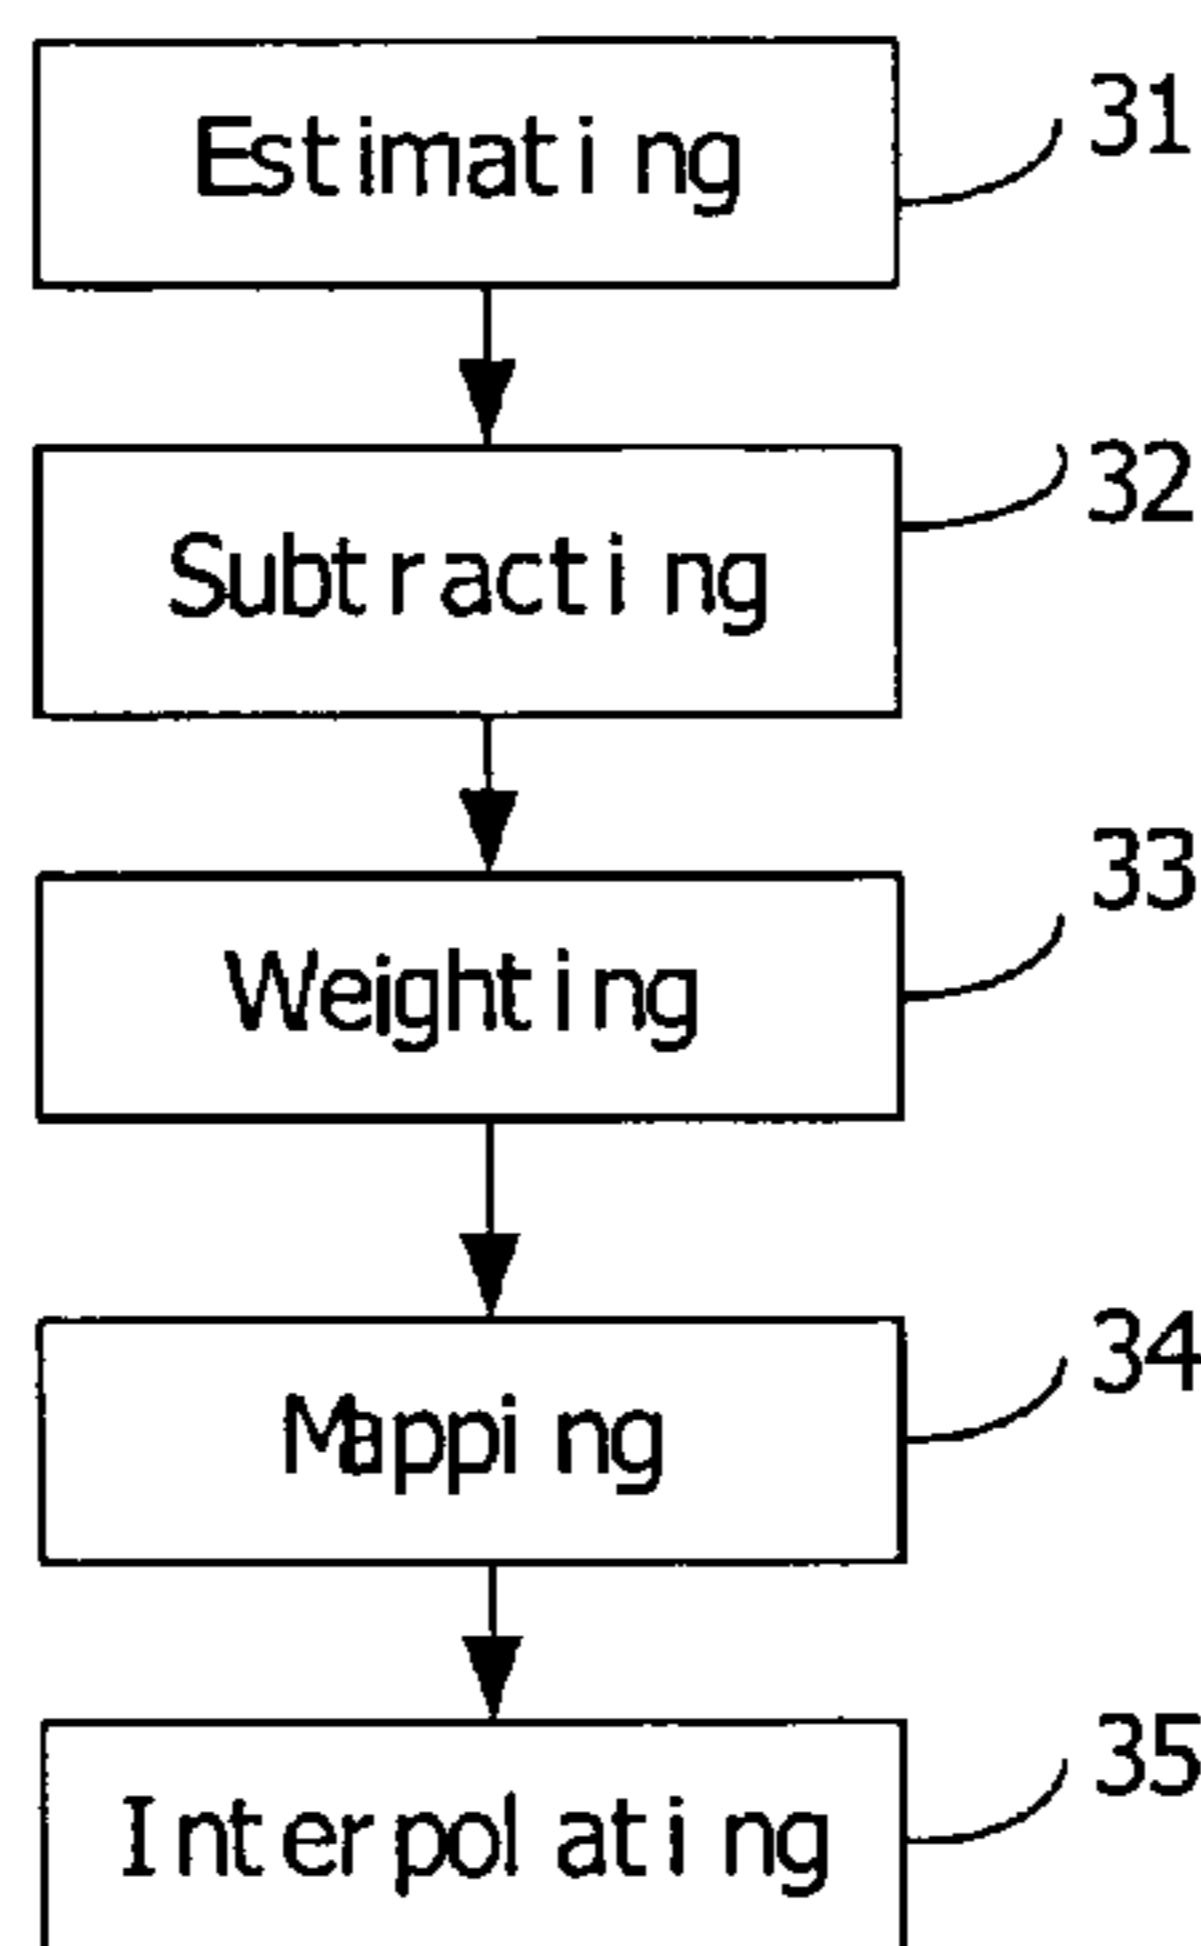 Estimating
31
Subtracting
32
Weighting
33
Mapping
34
Interpolating
35